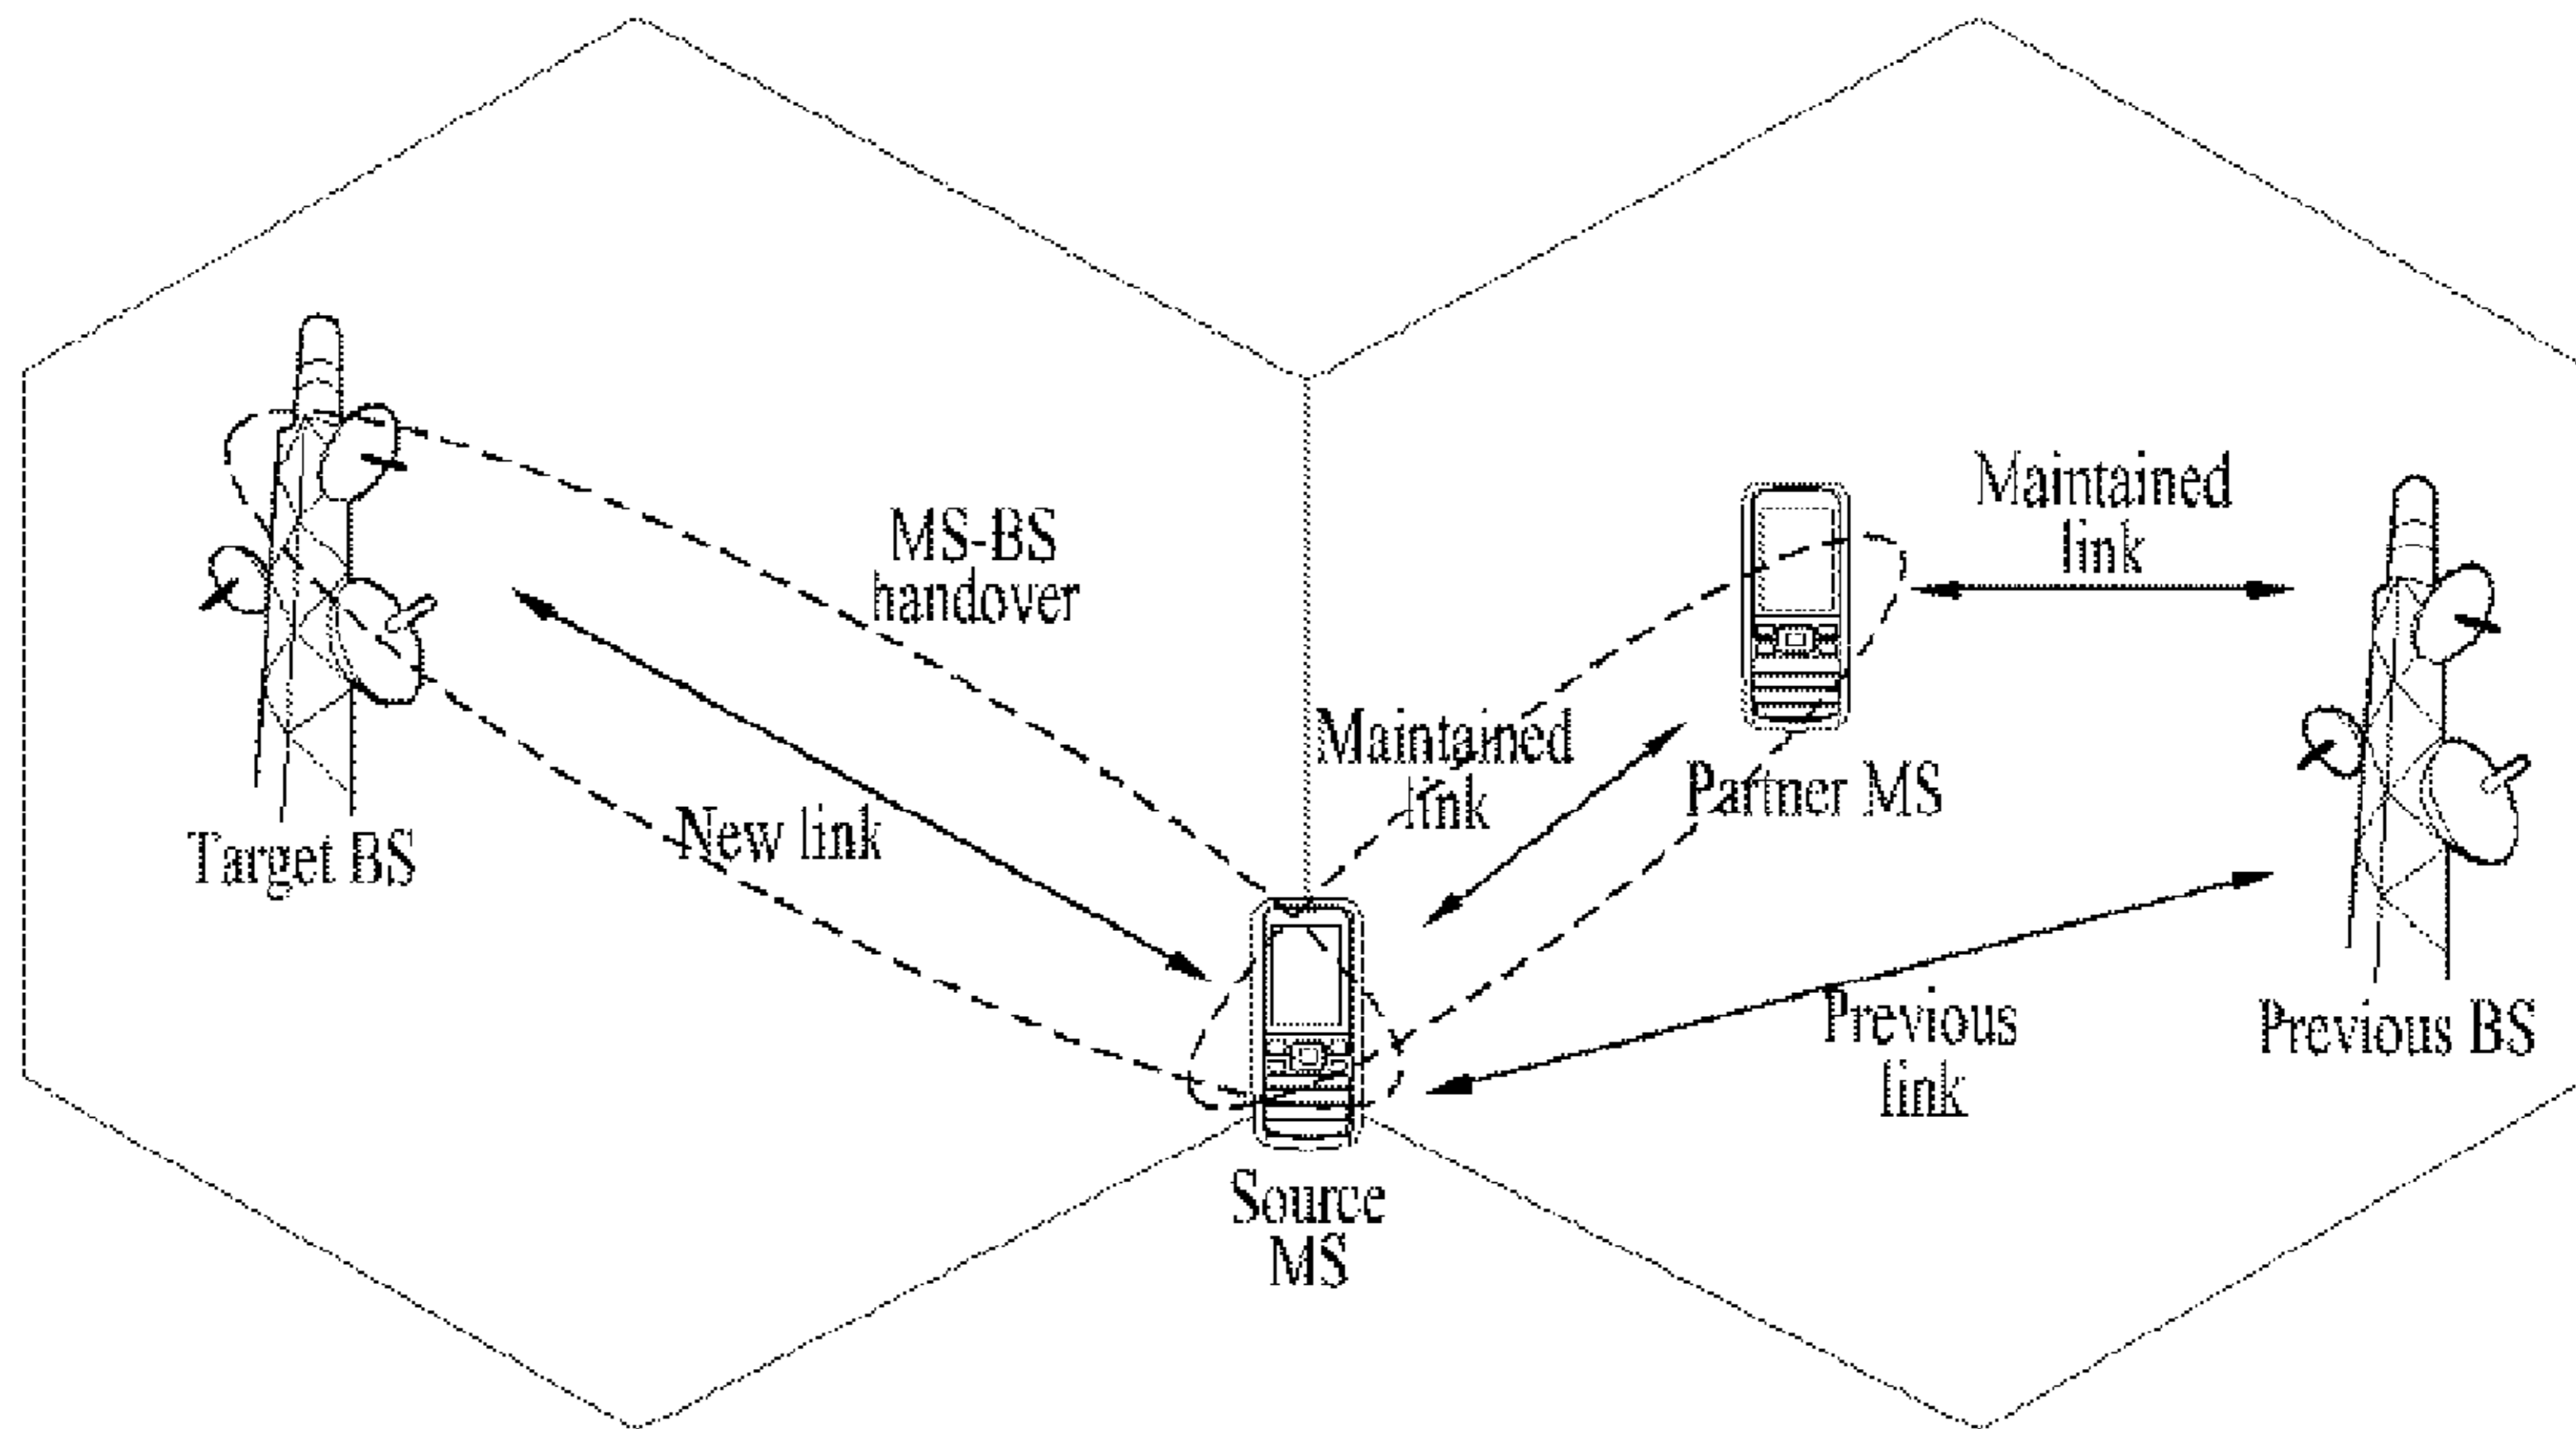 MS-BS
handover
New link
Target BS
Maintained
link
Maintained
link
Partner MS
Previous
link
Previous BS
Source
MS